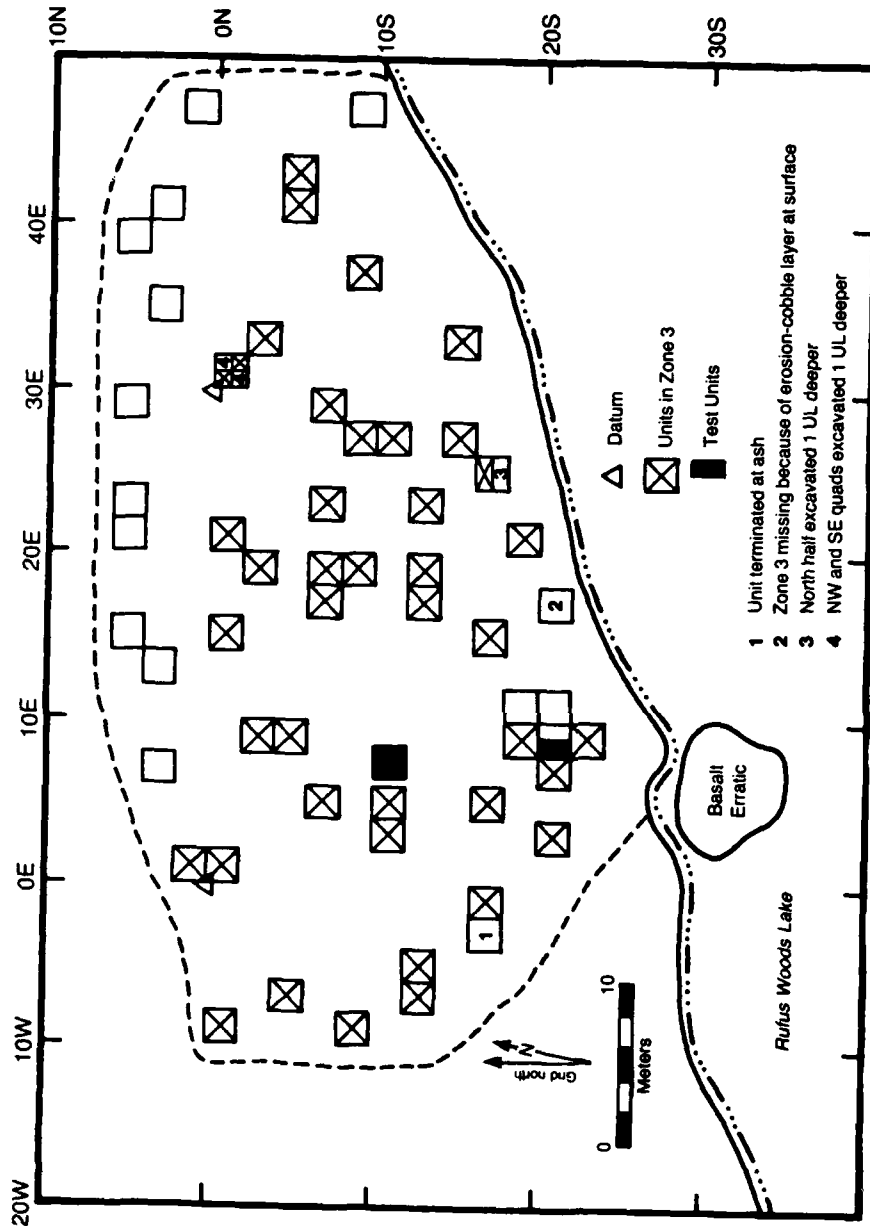 20W
10W
0E
10E
20E
30E
40E
10N
0N
10S
20S
30S
4
4
3
2
1
Datum
Units in Zone 3
Test Units
1 Unit terminated at ash
2 Zone 3 missing because of erosion-cobble layer at surface
3 North half excavated 1 UL deeper
4 NW and SE quads excavated 1 UL deeper
Grid north
N
0 10
Meters
Basalt
Erratic
Rufus Woods Lake